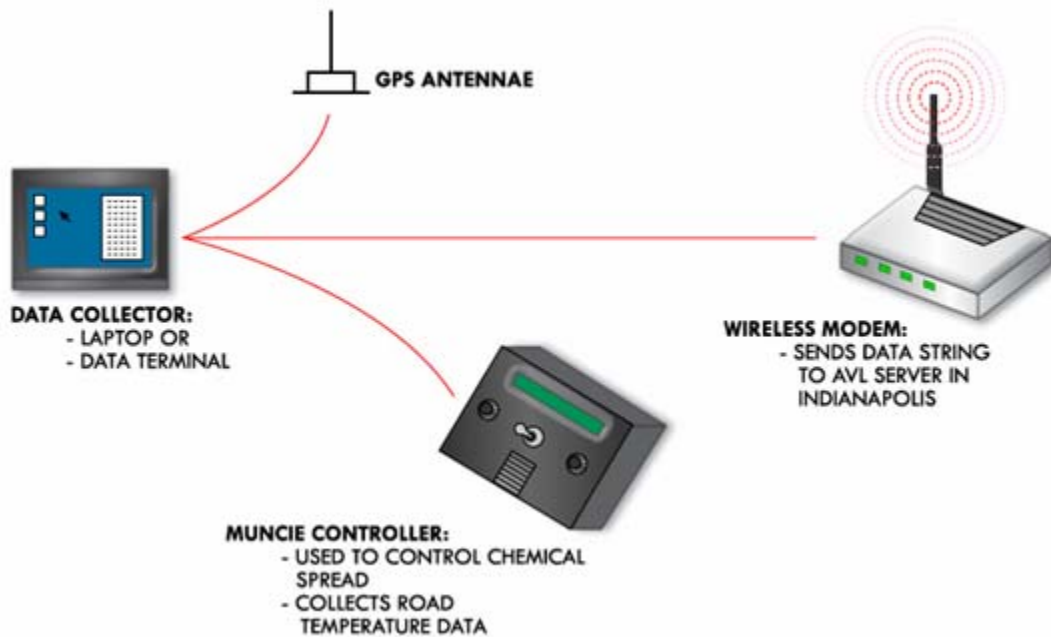 GPS ANTENNAE
DATA COLLECTOR:
- LAPTOP OR
- DATA TERMINAL
WIRELESS MODEM:
- SENDS DATA STRING
TO AVL SERVER IN
INDIANAPOLIS
MUNCIE CONTROLLER:
- USED TO CONTROL CHEMICAL
SPREAD
- COLLECTS ROAD
TEMPERATURE DATA